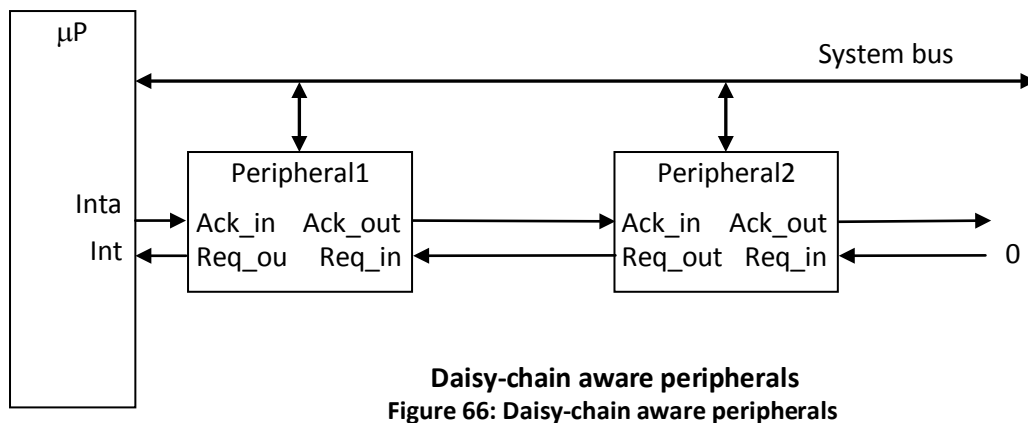 μP
System bus
Peripheral1 Peripheral2
Inta Ack_in Ack_out Ack_in Ack_out
Int Req_ou Req_in Req_out Req_in 0
Daisy-chain aware peripherals
Figure 66: Daisy-chain aware peripherals